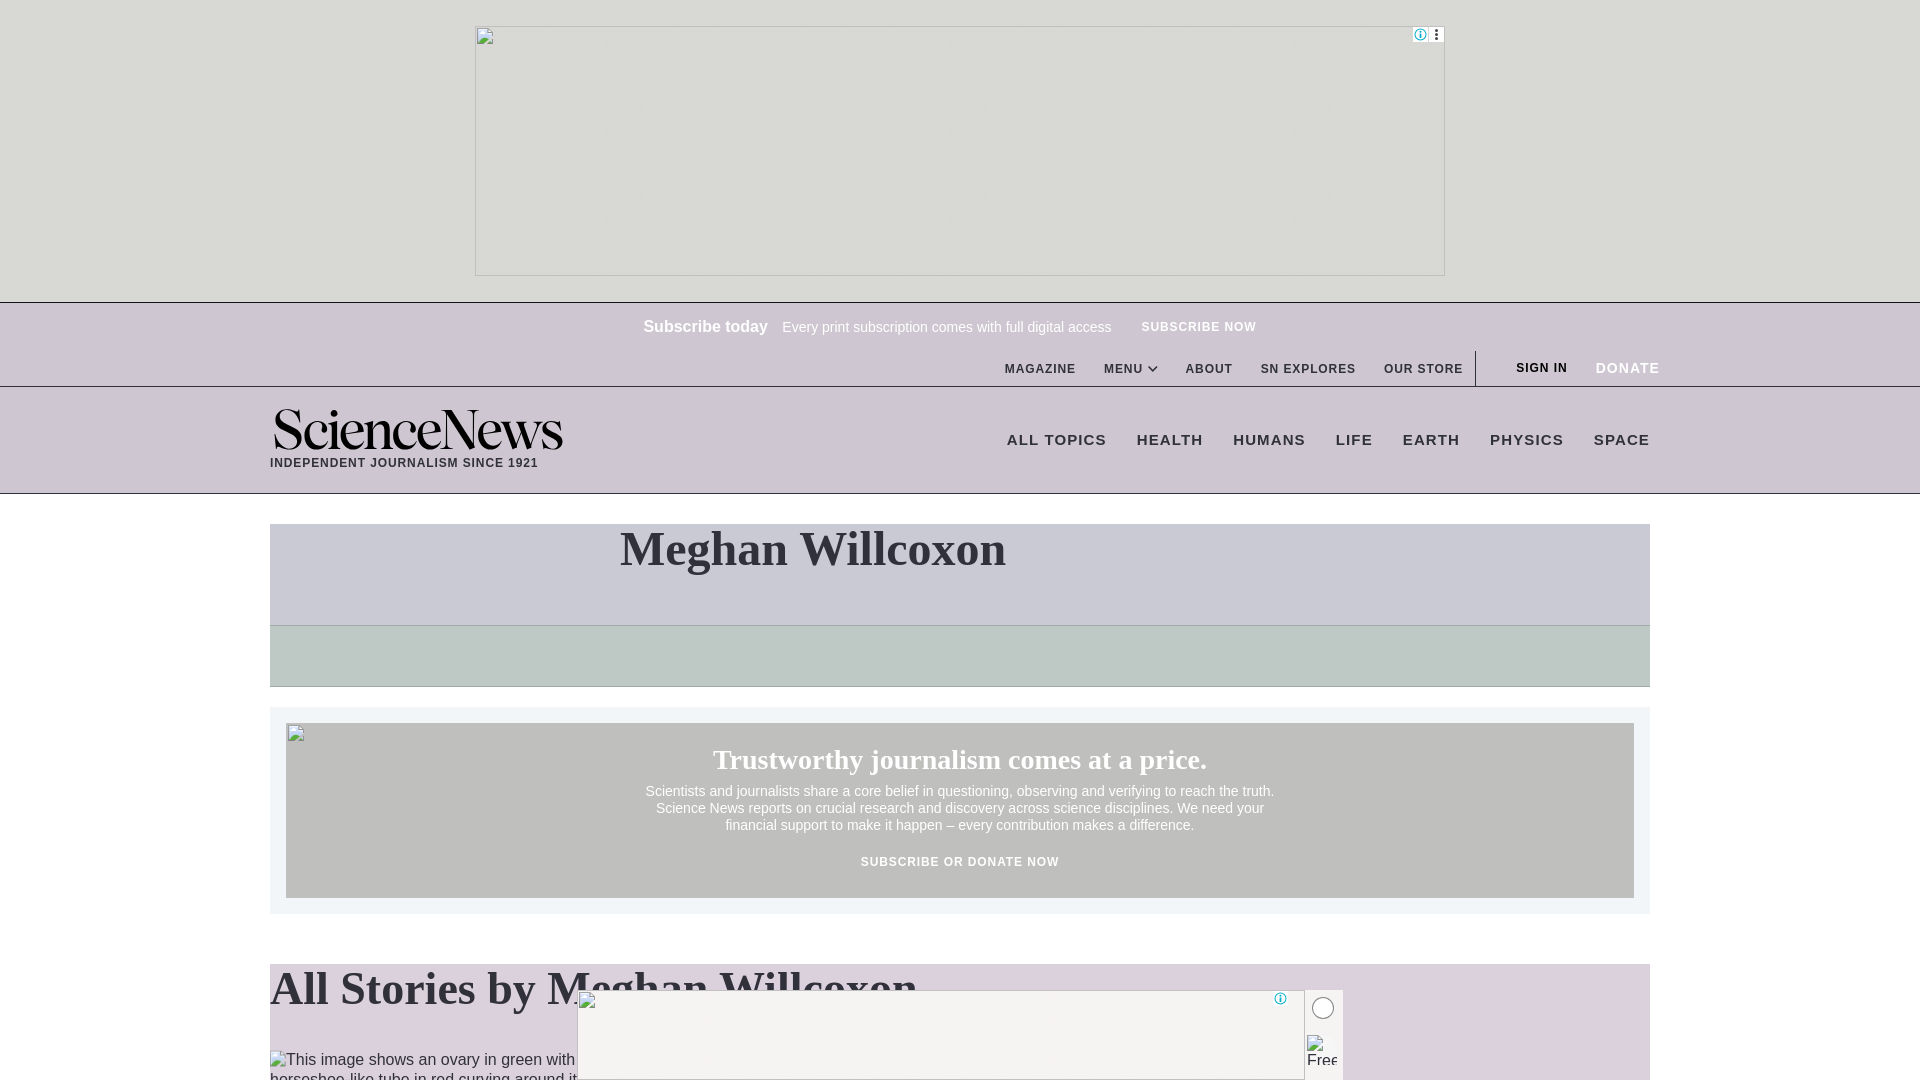 Subscribe today Every print subscription comes with full digital access SUBSCRIBE NOW
MAGAZINE MENU ABOUT SN EXPLORES OUR STORE SIGN IN DONATE
ScienceNews
INDEPENDENT JOURNALISM SINCE 1921
ALL TOPICS HEALTH HUMANS LIFE EARTH PHYSICS SPACE
Meghan Willcoxon
Trustworthy journalism comes at a price.
Scientists and journalists share a core belief in questioning, observing and verifying to reach the truth.
Science News reports on crucial research and discovery across science disciplines. We need your
financial support to make it happen – every contribution makes a difference.
SUBSCRIBE OR DONATE NOW
All Stories by Meghan Willcoxon
This image shows an ovary in green with
horseshoe-like tube in red curving around it
Free